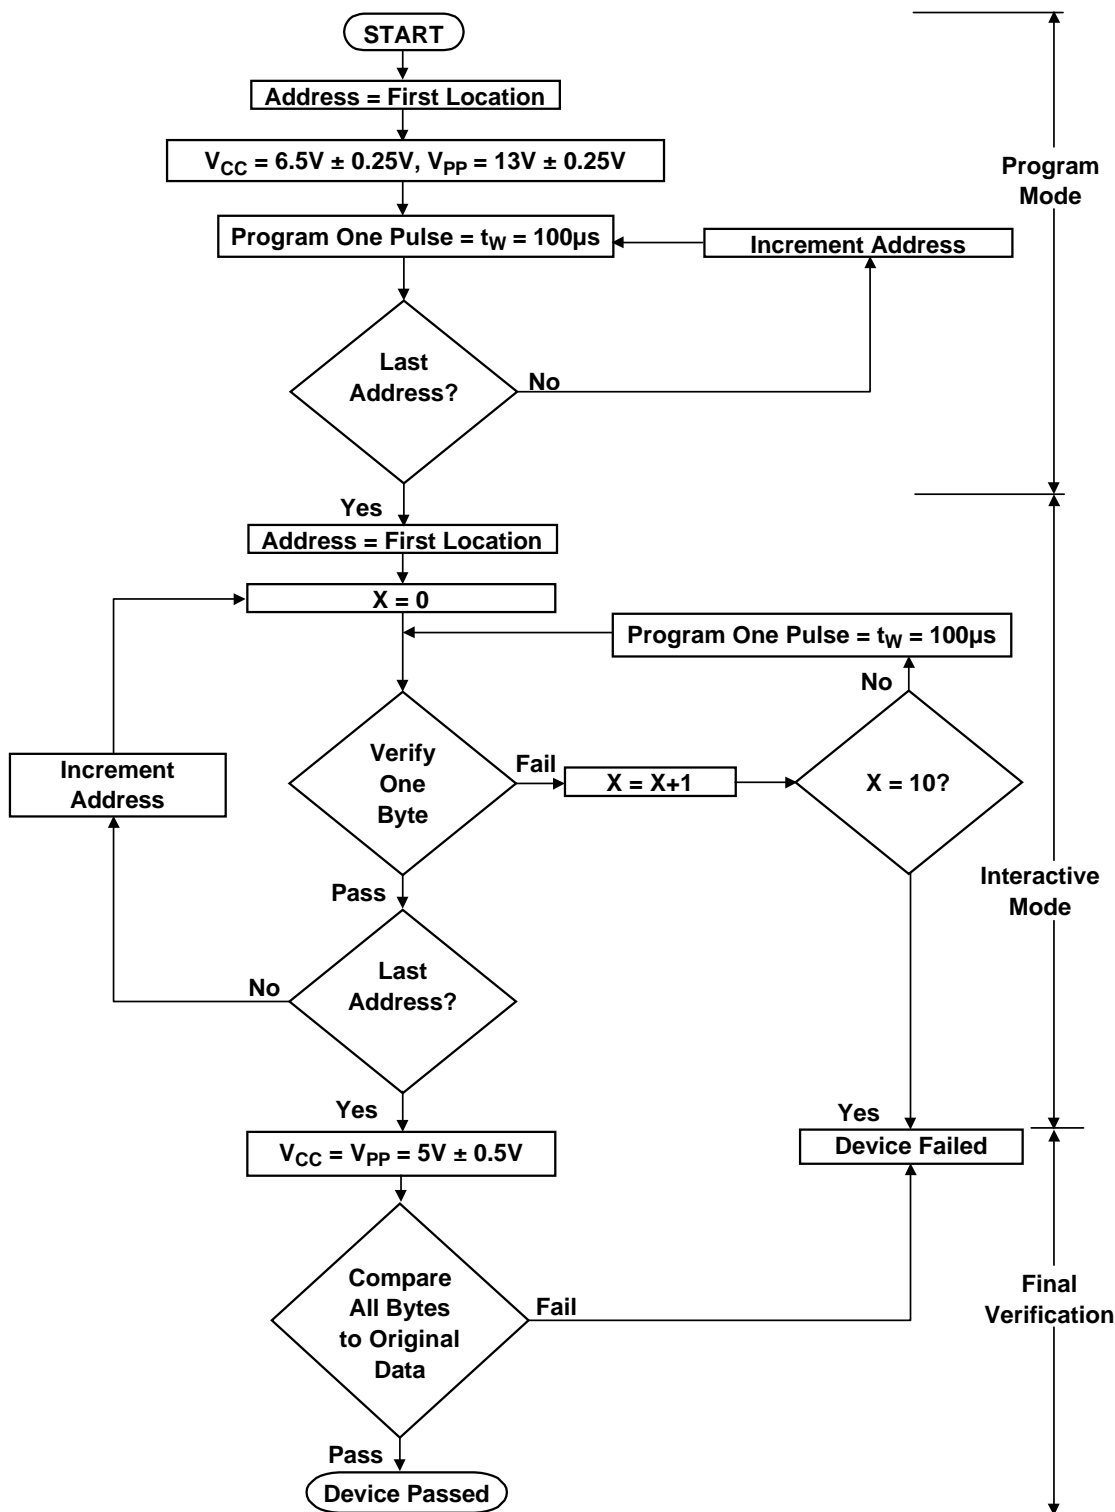 START
Address = First Location
VCC = 6.5V ± 0.25V, VPP = 13V ± 0.25V
Program
Mode
Program One Pulse = tW = 100µs
Increment Address
Last
Address?
No
Yes
Address = First Location
X = 0
Program One Pulse = tW = 100µs
No
Increment
Address
Verify
One
Byte
Fail
X = X+1
X = 10?
Pass
Interactive
Mode
Last
Address?
No
Yes
Yes
VCC = VPP = 5V ± 0.5V
Device Failed
Compare
All Bytes
to Original
Data
Fail
Final
Verification
Pass
Device Passed